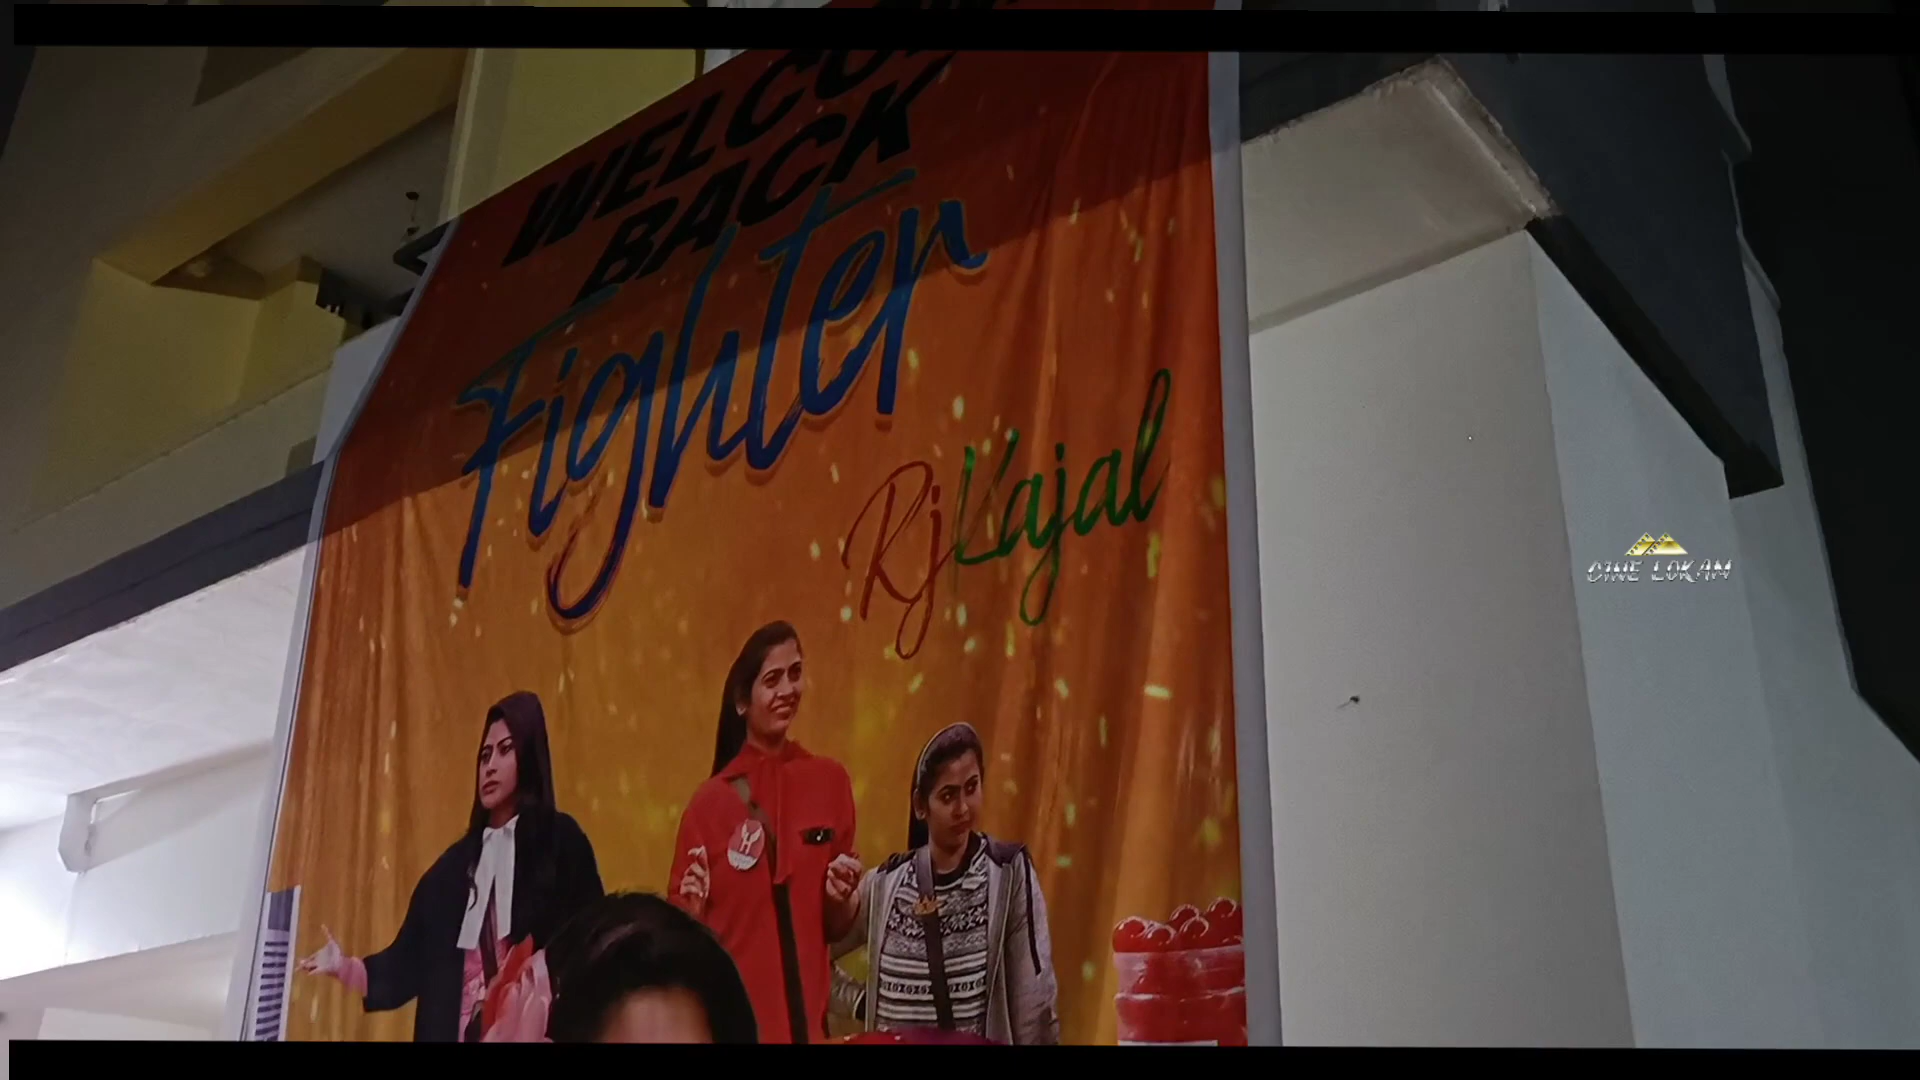 WELCOME
BACK
Fighter
Rj Kajal
H
CINE LOKAM